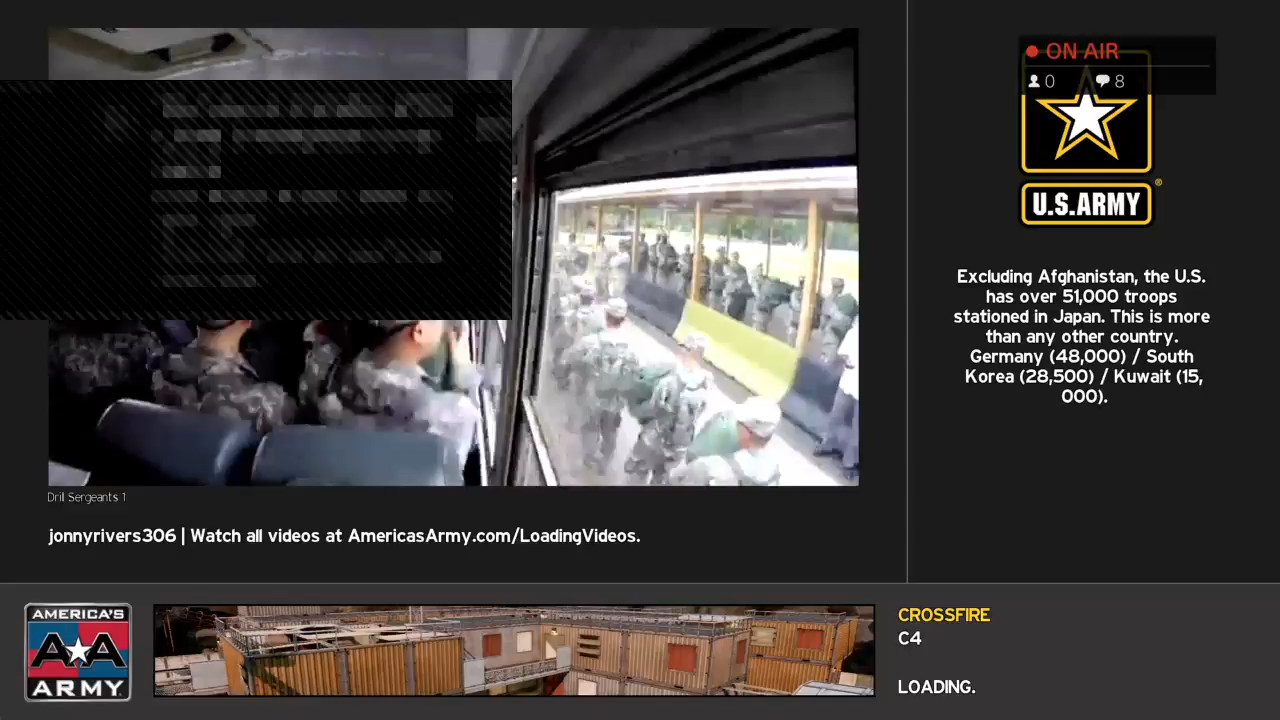 ON AIR
0 8
U.S.ARMY
®
Excluding Afghanistan, the U.S.
has over 51,000 troops
stationed in Japan. This is more
than any other country.
Germany (48,000) / South
Korea (28,500) / Kuwait (15,
000).
Drill Sergeants 1
jonnyrivers306 | Watch all videos at AmericasArmy.com/LoadingVideos.
AMERICA'S
AA
ARMY
CROSSFIRE
C4
LOADING.